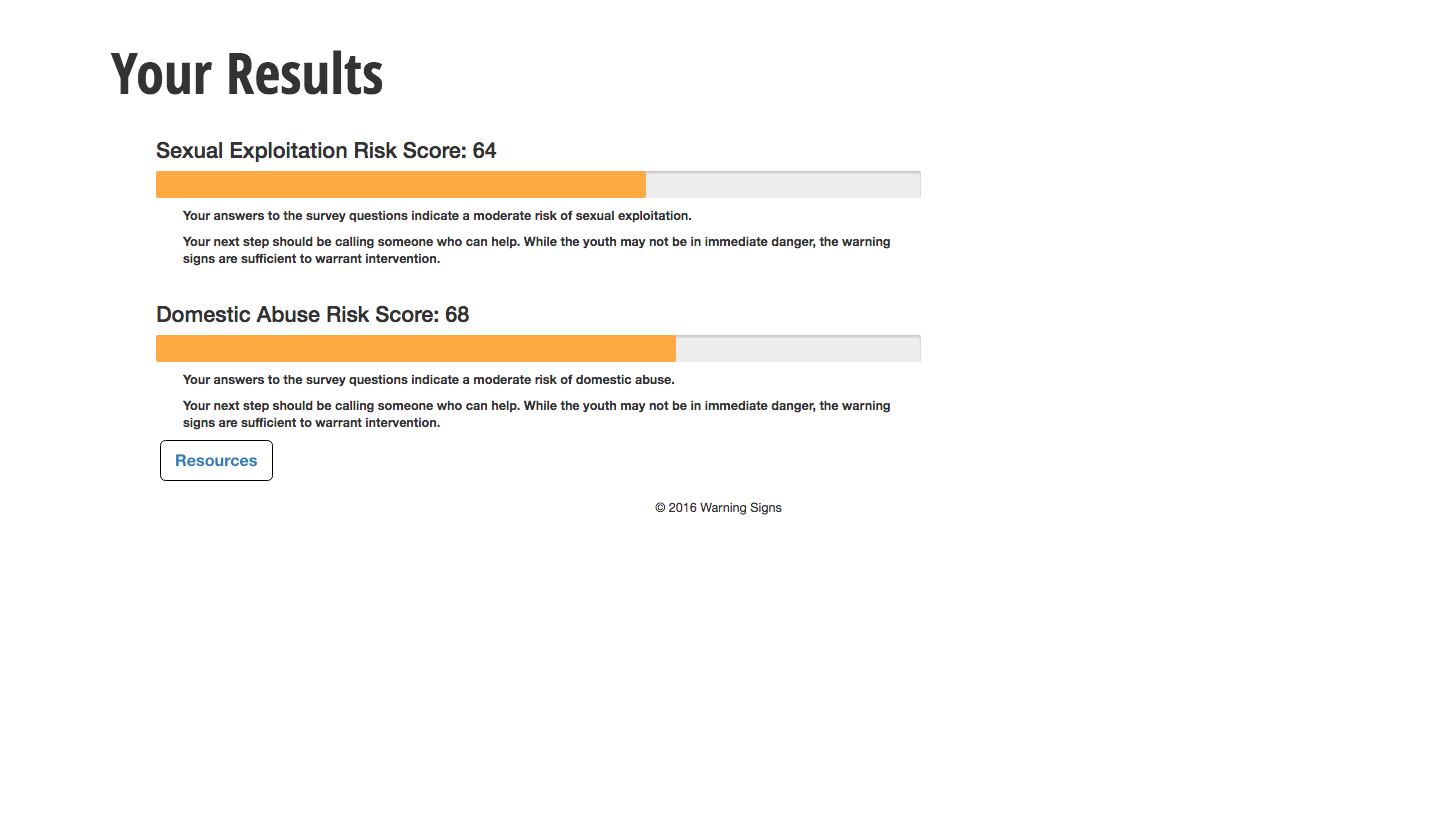 Your Results
Sexual Exploitation Risk Score: 64
Your answers to the survey questions indicate a moderate risk of sexual exploitation.
Your next step should be calling someone who can help. While the youth may not be in immediate danger, the warning
signs are sufficient to warrant intervention.
Domestic Abuse Risk Score: 68
Your answers to the survey questions indicate a moderate risk of domestic abuse.
Your next step should be calling someone who can help. While the youth may not be in immediate danger, the warning
signs are sufficient to warrant intervention.
Resources
© 2016 Warning Signs